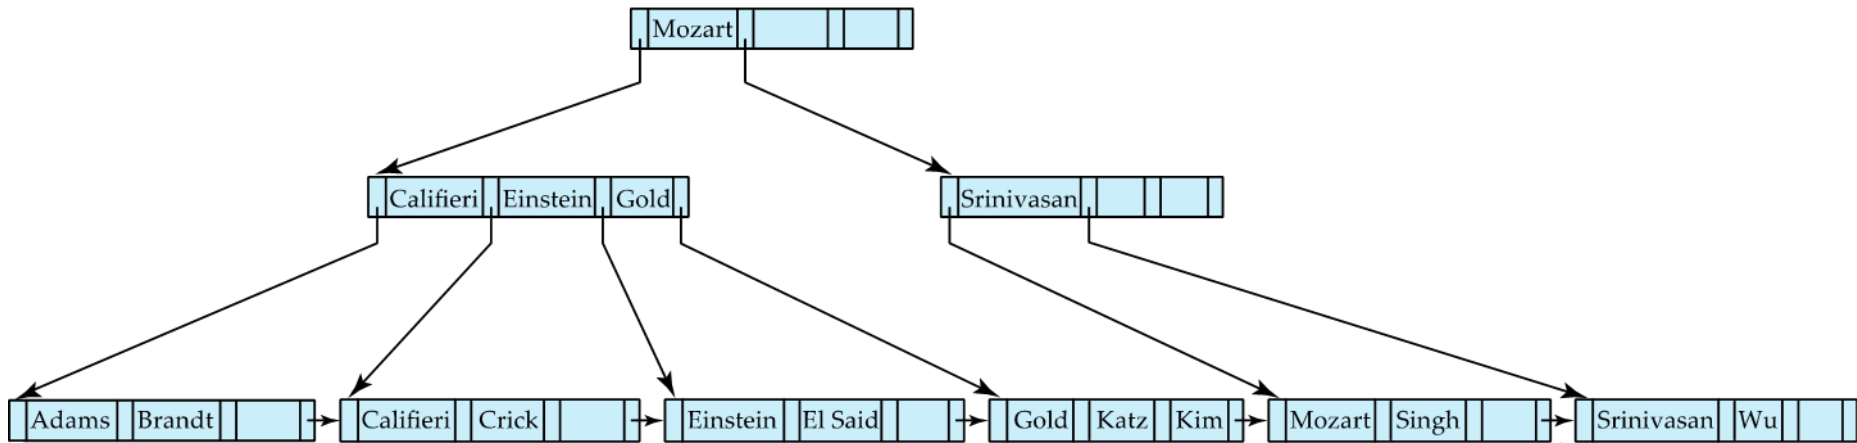 Mozart
Califieri Einstein Gold
Srinivasan
Adams Brandt
Califieri Crick
Einstein El Said
Gold Katz Kim
Mozart Singh
Srinivasan Wu